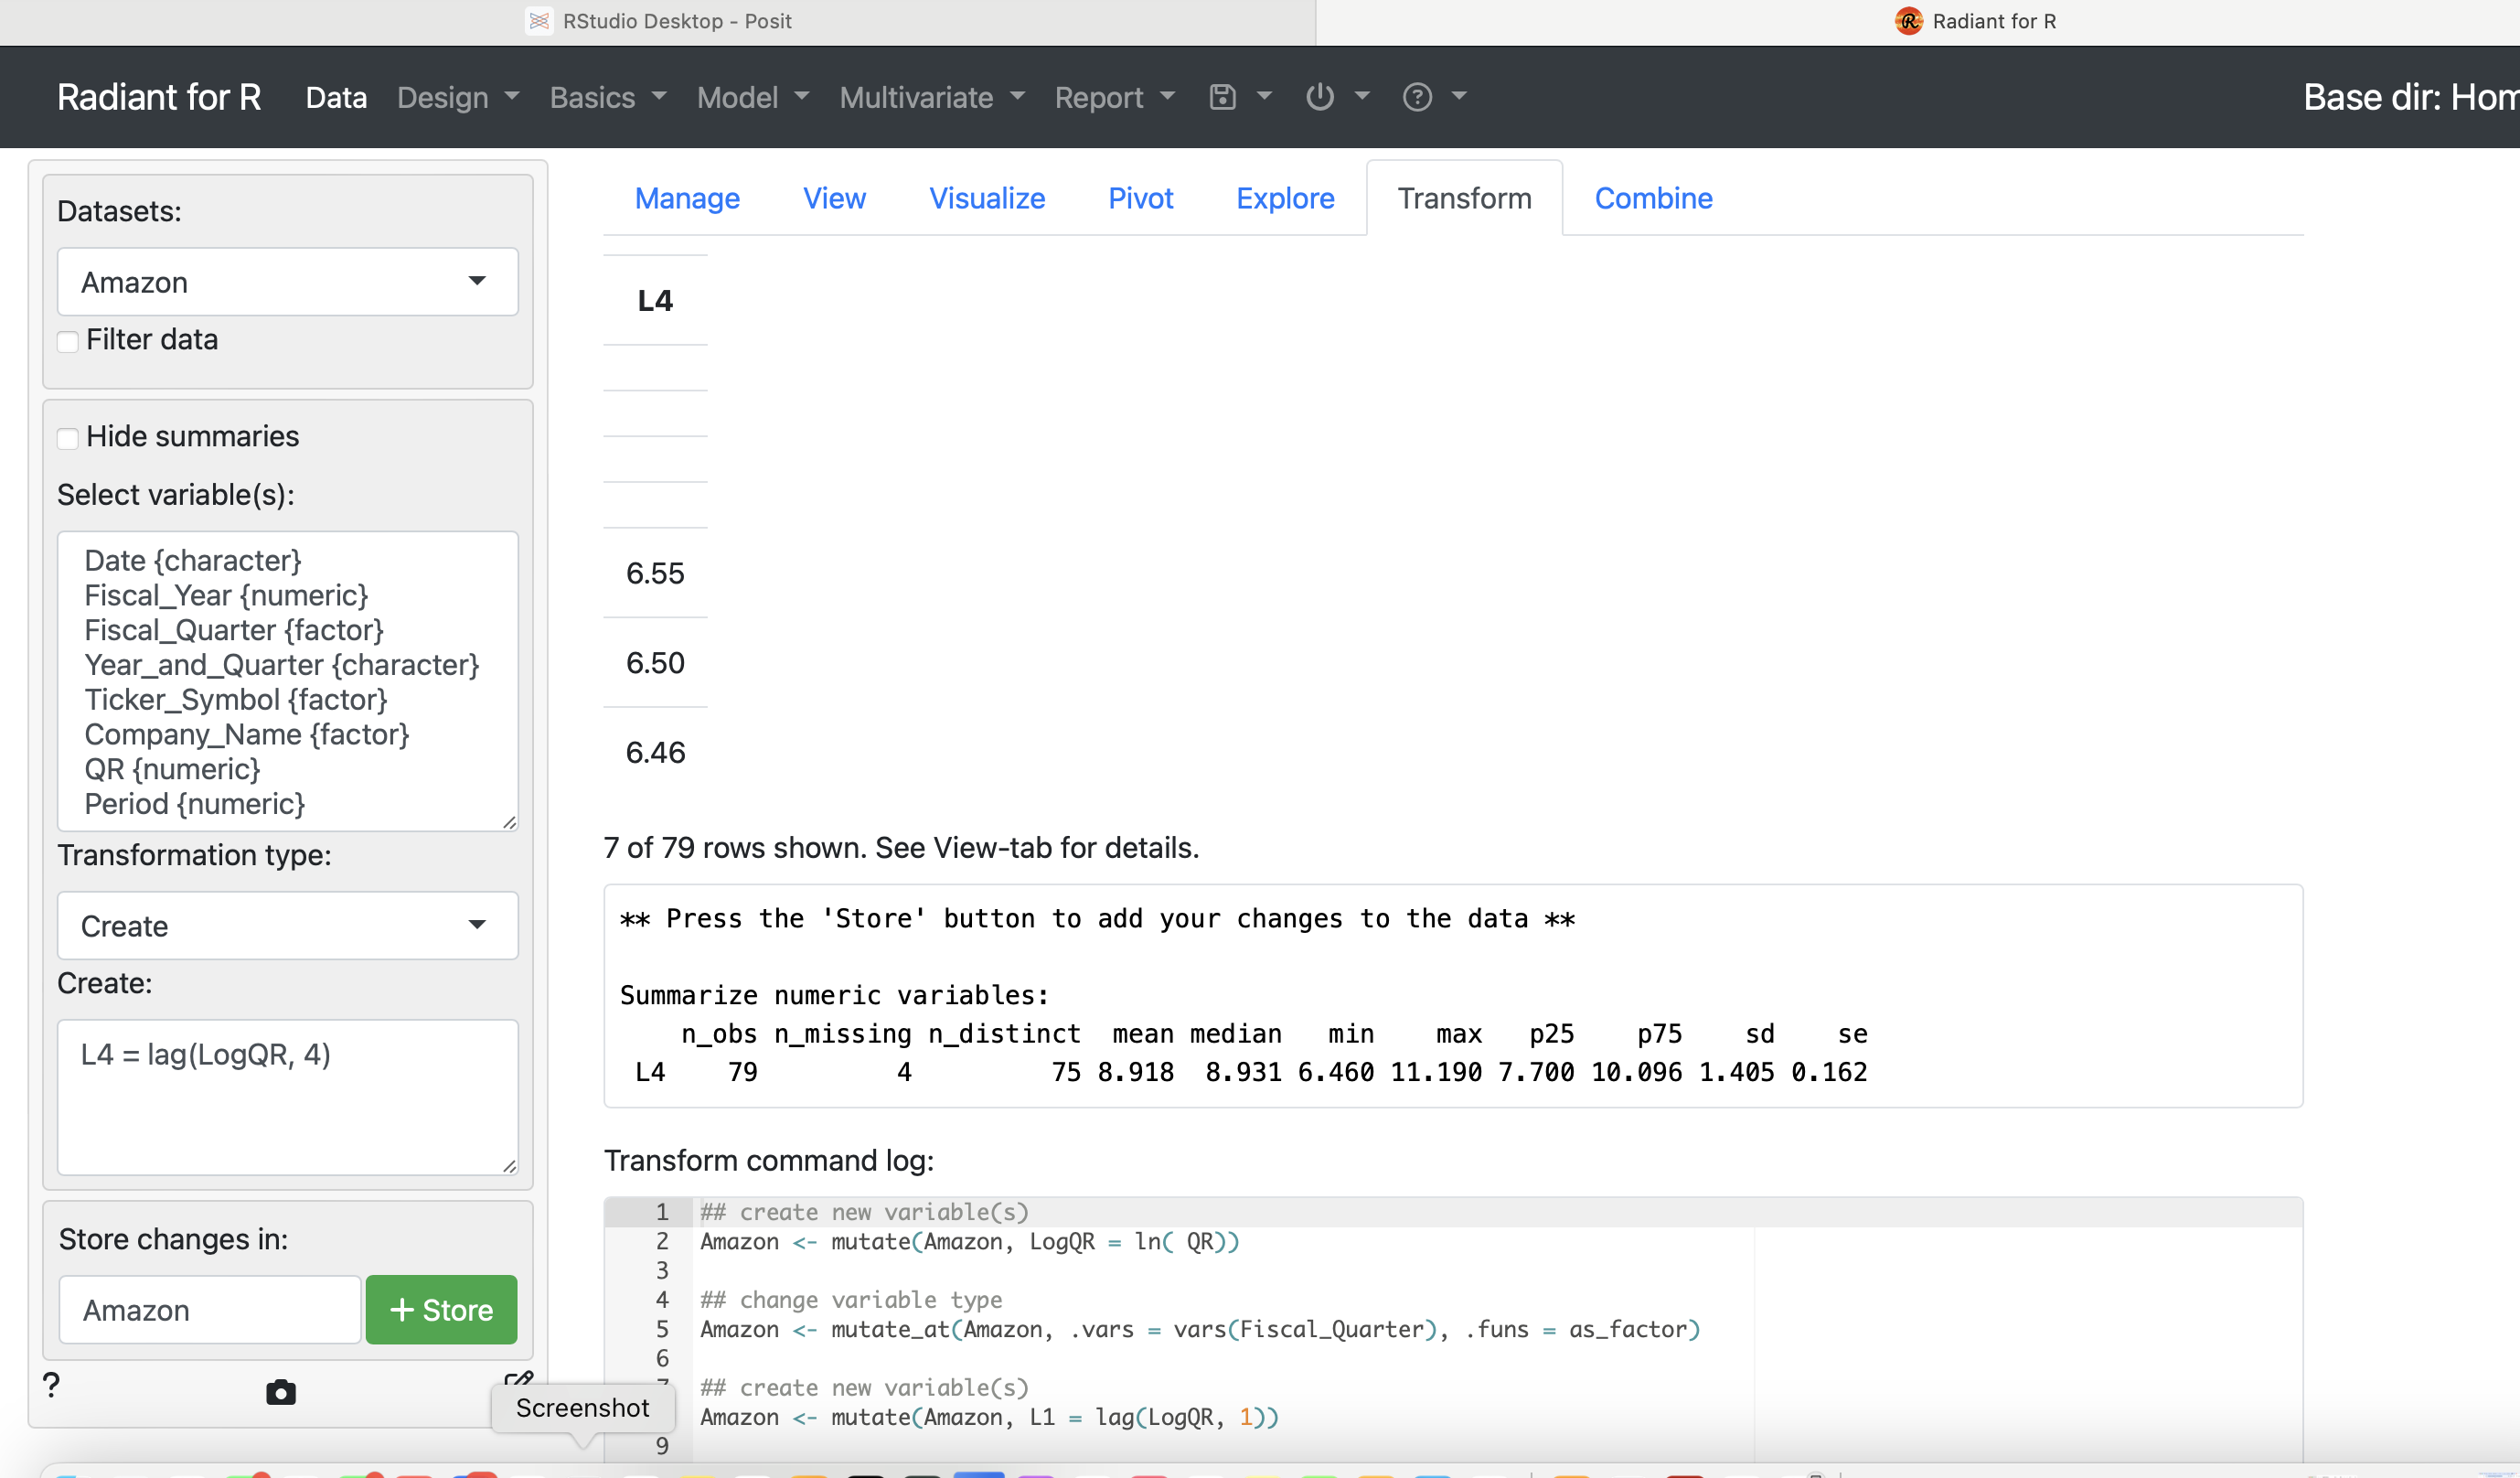 RStudio Desktop - Posit
Radiant for R
Radiant for R Data Design Basics Model Multivariate Report
Base dir: Hom
Datasets:
Amazon
Filter data
Hide summaries
Select variable(s):
Date {character}
Fiscal_Year {numeric}
Fiscal_Quarter {factor}
Year_and_Quarter {character}
Ticker_Symbol {factor}
Company_Name {factor}
QR {numeric}
Period {numeric}
Transformation type:
Create
Create:
L4 = lag(LogQR, 4)
Store changes in:
Amazon
+ Store
?
Screenshot
Manage View Visualize Pivot Explore Transform Combine
L4
6.55
6.50
6.46
7 of 79 rows shown. See View-tab for details.
** Press the 'Store' button to add your changes to the data **
Summarize numeric variables:
n_obs n_missing n_distinct mean median min max p25 p75 sd se
L4 79 4 75 8.918 8.931 6.460 11.190 7.700 10.096 1.405 0.162
Transform command log:
1 ## create new variable(s)
2 Amazon <- mutate(Amazon, LogQR = ln( QR))
3
4 ## change variable type
5 Amazon <- mutate_at(Amazon, .vars = vars(Fiscal_Quarter), .funs = as_factor)
6
7 ## create new variable(s)
Amazon <- mutate(Amazon, L1 = lag(LogQR, 1))
9